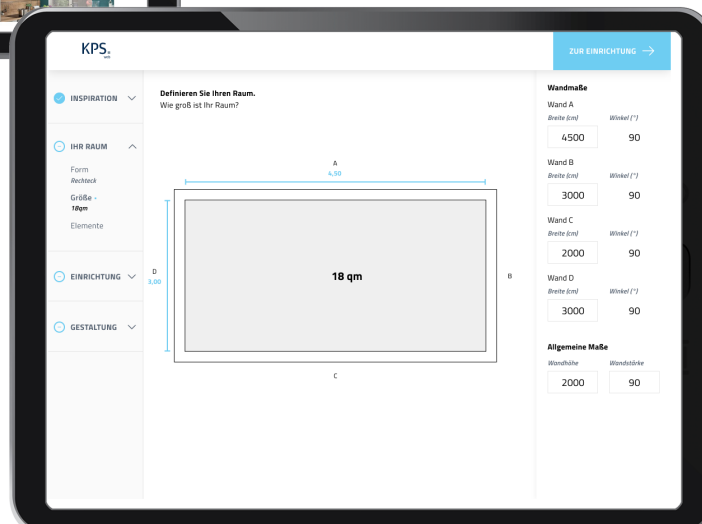 KPS
ZUR EINRICHTUNG →
INSPIRATION
IHR RAUM
Form
Rechteck
Größe -
18qm
Elemente
EINRICHTUNG
GESTALTUNG
Definieren Sie Ihren Raum.
Wie groß ist Ihr Raum?
A
4,50
D
3,00
18 qm
B
C
Wandmaße
Wand A
Breite (cm) Winkel (°)
4500 90
Wand B
Breite (cm) Winkel (°)
3000 90
Wand C
Breite (cm) Winkel (°)
2000 90
Wand D
Breite (cm) Winkel (°)
3000 90
Allgemeine Maße
Wandhöhe Wandstärke
2000 90